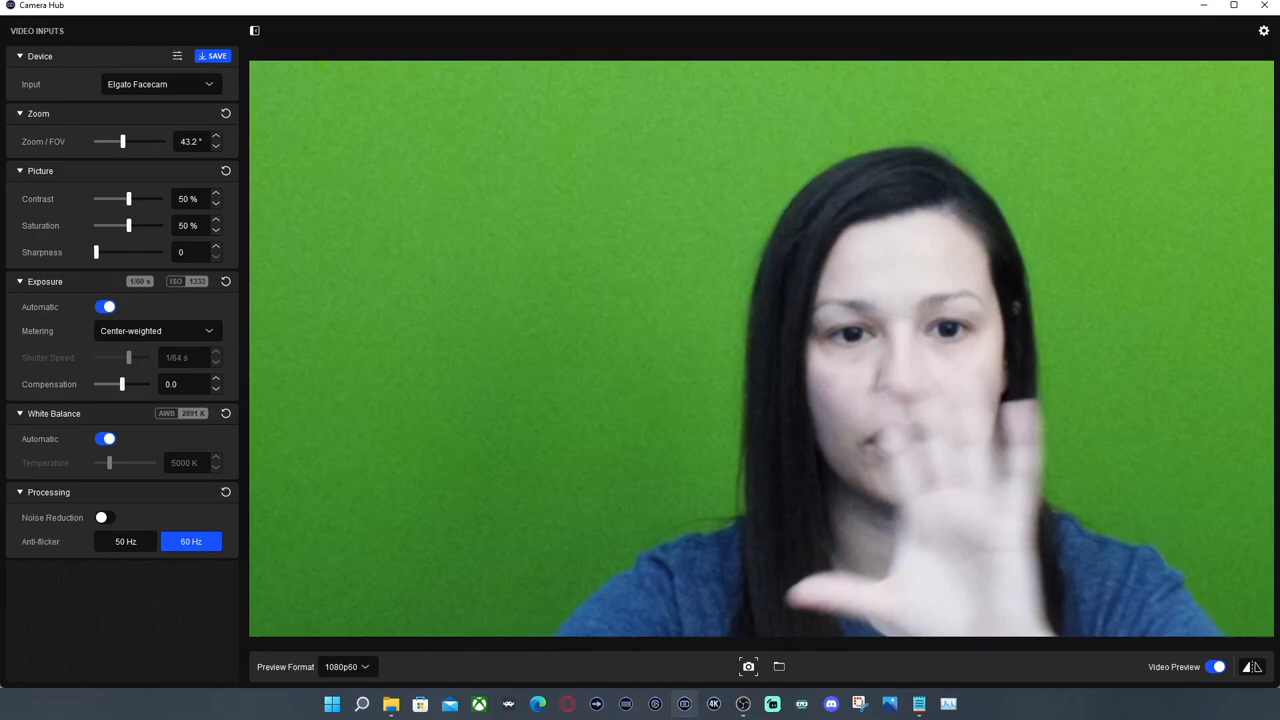 Camera Hub
VIDEO INPUTS
Device
SAVE
Input
Elgato Facecam
Zoom
Zoom / FOV
43.2 °
Picture
Contrast
50 %
Saturation
50 %
Sharpness
0
Exposure
1/60 s
ISO 1333
Automatic
Metering
Center-weighted
Shutter Speed
1/64 s
Compensation
0.0
White Balance
AWB 2891 K
Automatic
Temperature
5000 K
Processing
Noise Reduction
Anti-flicker
50 Hz
60 Hz
Preview Format
1080p60
Video Preview
4K